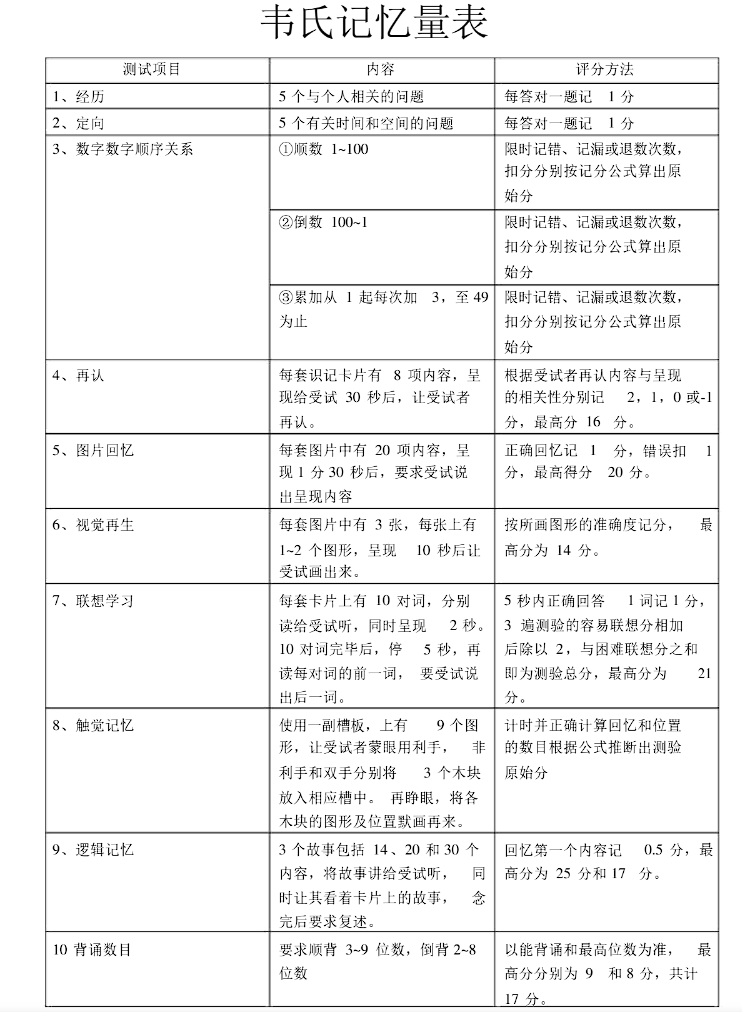 韦氏记忆量表
测试项目 内容 评分方法
1、经历 5 个与个人相关的问题 每答对一题记 1 分
2、定向 5 个有关时间和空间的问题 每答对一题记 1 分
3、数字数字顺序关系 ①顺数 1~100 限时记错、记漏或退数次数,
扣分分别按记分公式算出原
始分
②倒数 100~1 限时记错、记漏或退数次数,
扣分分别按记分公式算出原
始分
③累加从 1 起每次加 3，至 49 限时记错、记漏或退数次数,
为止 扣分分别按记分公式算出原
始分
4、再认 每套识记卡片有 8 项内容，呈 根据受试者再认内容与呈现
现给受试 30 秒后，让受试者 的相关性分别记 2，1，0 或-1
再认。 分，最高分 16 分。
5、图片回忆 每套图片中有 20 项内容，呈 正确回忆记 1 分，错误扣 1
现 1 分 30 秒后，要求受试说 分，最高得分 20 分。
出呈现内容
6、视觉再生 每套图片中有 3 张，每张上有 按所画图形的准确度记分， 最
1~2 个图形，呈现 10 秒后让 高分为 14 分。
受试画出来。
7、联想学习 每套卡片上有 10 对词，分别 5 秒内正确回答 1 词记 1 分，
读给受试听，同时呈现 2 秒。 3 遍测验的容易联想分相加
10 对词完毕后，停 5 秒，再 后除以 2，与困难联想分之和
读每对词的前一词， 要受试说 即为测验总分，最高分为 21
出后一词。 分。
8、触觉记忆 使用一副槽板，上有 9 个图 计时并正确计算回忆和位置
形，让受试者蒙眼用利手， 非 的数目根据公式推断出测验
利手和双手分别将 3 个木块 原始分
放入相应槽中。 再睁眼，将各
木块的图形及位置默画再来。
9、逻辑记忆 3 个故事包括 14、20 和 30 个 回忆第一个内容记 0.5 分，最
内容，将故事讲给受试听， 同 高分为 25 分和 17 分。
时让其看着卡片上的故事， 念
完后要求复述。
10 背诵数目 要求顺背 3~9 位数，倒背 2~8 以能背诵和最高位数为准， 最
位数 高分分别为 9 和 8 分，共计
17 分。